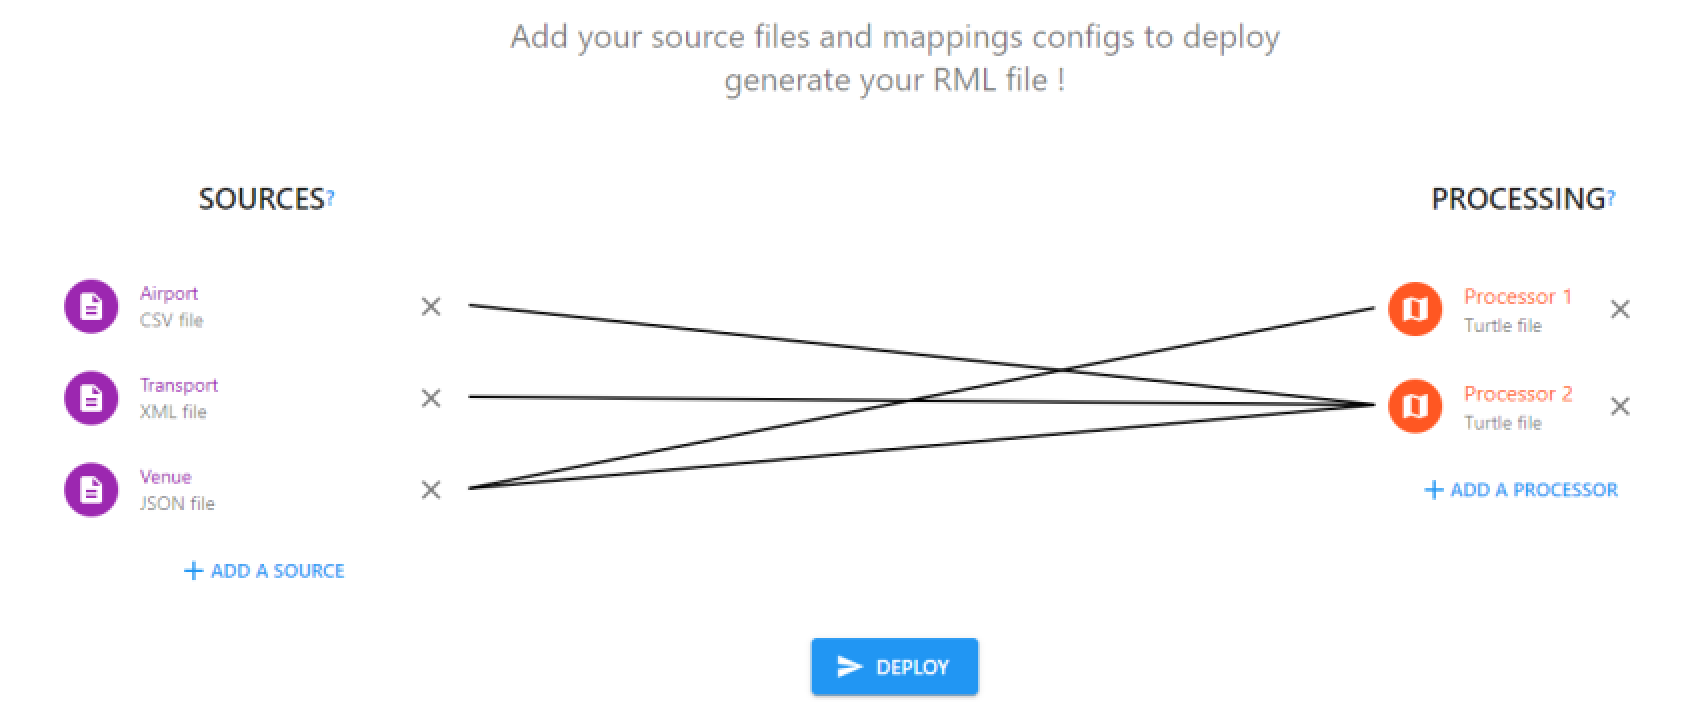 Add your source files and mappings configs to deploy
generate your RML file !
SOURCES?
PROCESSING?
Airport
CSV file
Transport
XML file
Venue
JSON file
+ ADD A SOURCE
Processor 1
Turtle file
Processor 2
Turtle file
+ ADD A PROCESSOR
DEPLOY